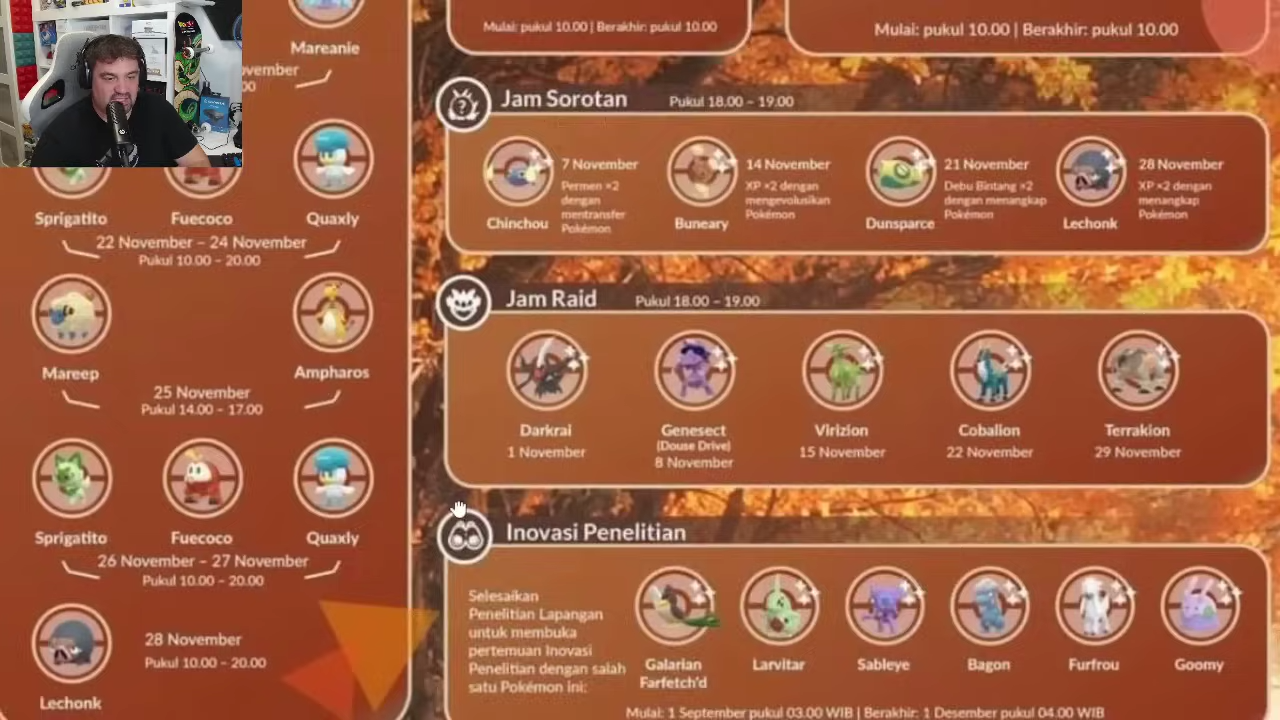 Mareanie
vember
00
Sprigatito
Fuecoco
Quaxly
22 November – 24 November
Pukul 10.00 – 20.00
Mareep
Ampharos
25 November
Pukul 14.00 – 17.00
Sprigatito
Fuecoco
Quaxly
26 November – 27 November
Pukul 10.00 – 20.00
28 November
Pukul 10.00 – 20.00
Lechonk
Mulai: pukul 10.00 | Berakhir: pukul 10.00
Mulai: pukul 10.00 | Berakhir: pukul 10.00
Jam Sorotan
Pukul 18.00 – 19.00
Chinchou
7 November
Permen ×2
dengan
mentransfer
Pokémon
Buneary
14 November
XP ×2 dengan
mengevolusikan
Pokémon
Dunsparce
21 November
Debu Bintang ×2
dengan menangkap
Pokémon
Lechonk
28 November
XP ×2 dengan
menangkap
Pokémon
Jam Raid
Pukul 18.00 – 19.00
Darkrai
1 November
Genesect
(Douse Drive)
8 November
Virizion
15 November
Cobalion
22 November
Terrakion
29 November
Inovasi Penelitian
Selesaikan
Penelitian Lapangan
untuk membuka
pertemuan Inovasi
Penelitian dengan salah
satu Pokémon ini:
Galarian
Farfetch'd
Larvitar
Sableye
Bagon
Furfrou
Goomy
Mulai: 1 September pukul 03.00 WIB | Berakhir: 1 Desember pukul 04.00 WIB